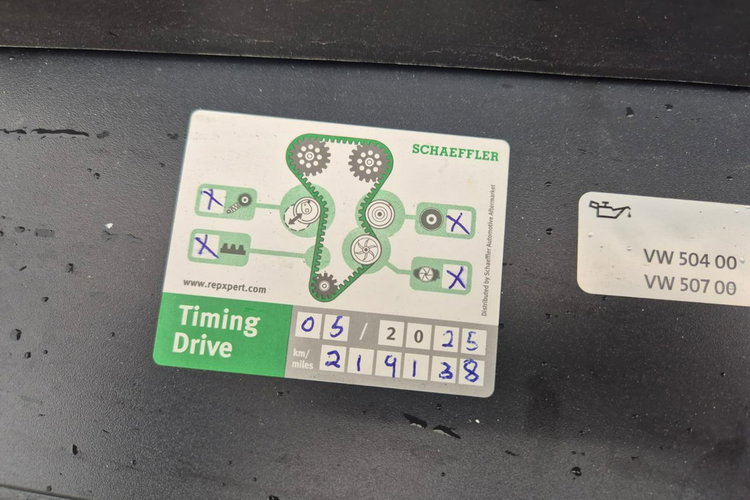 SCHAEFFLER
X
X
X
X
www.repxpert.com
Distributed by Schaeffler Automotive Aftermarket
Timing
Drive
05/2025
km/
miles
219138
VW 504 00
VW 507 00